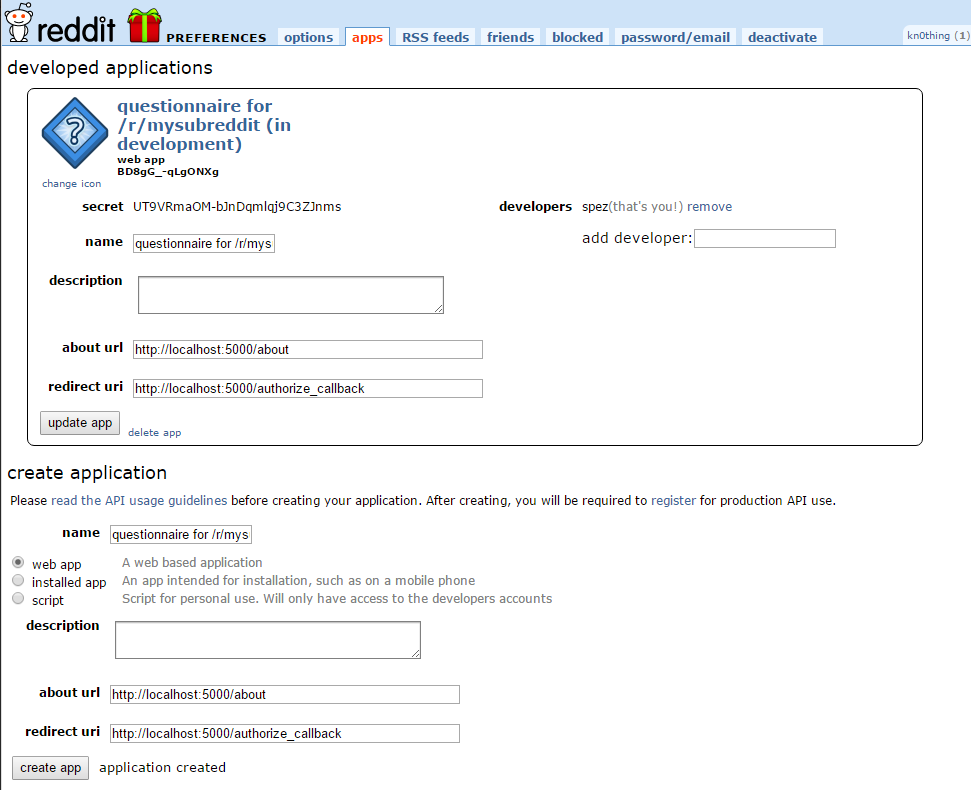 reddit PREFERENCES options apps RSS feeds friends blocked password/email deactivate kn0thing (1)
developed applications
questionnaire for
/r/mysubreddit (in
development)
web app
BD8gG_-qLgONXg
change icon
secret UT9VRmaOM-bJnDqmlqj9C3ZJnms developers spez(that's you!) remove
name questionnaire for /r/mys add developer:
description
about url http://localhost:5000/about
redirect uri http://localhost:5000/authorize_callback
update app delete app
create application
Please read the API usage guidelines before creating your application. After creating, you will be required to register for production API use.
name questionnaire for /r/mys
web app A web based application
installed app An app intended for installation, such as on a mobile phone
script Script for personal use. Will only have access to the developers accounts
description
about url http://localhost:5000/about
redirect uri http://localhost:5000/authorize_callback
create app application created